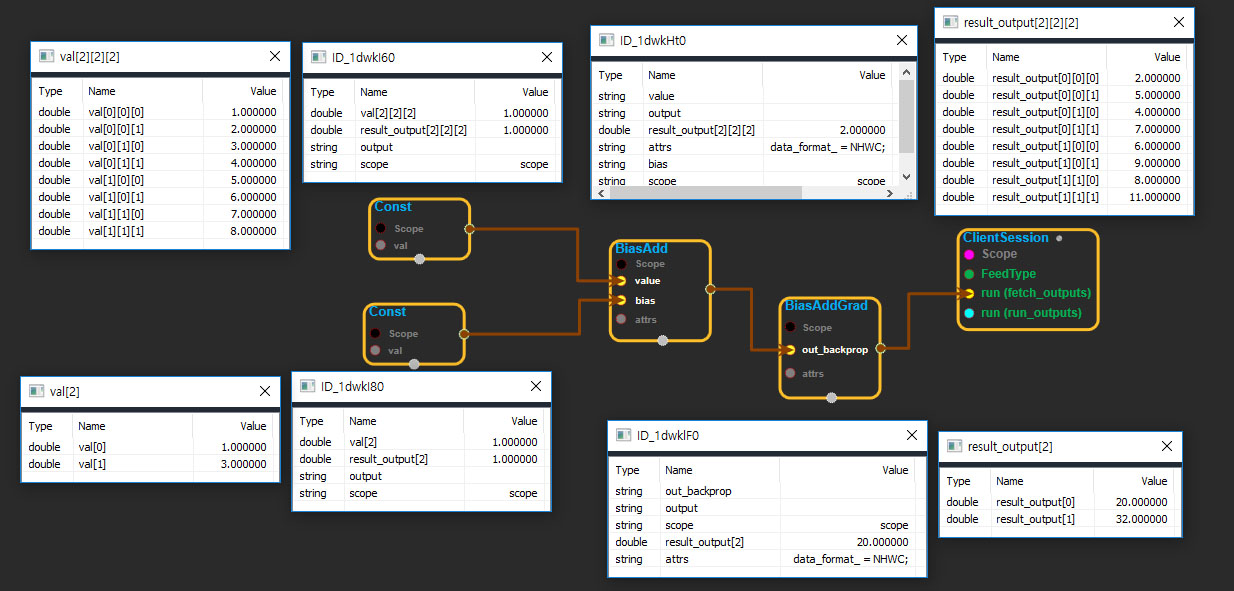 val[2][2][2]
Type Name Value
double val[0][0][0] 1.000000
double val[0][0][1] 2.000000
double val[0][1][0] 3.000000
double val[0][1][1] 4.000000
double val[1][0][0] 5.000000
double val[1][0][1] 6.000000
double val[1][1][0] 7.000000
double val[1][1][1] 8.000000
ID_1dwkI60
Type Name Value
double val[2][2][2] 1.000000
double result_output[2][2][2] 1.000000
string output
string scope scope
ID_1dwkHt0
Type Name Value
string value
string output
double result_output[2][2][2] 2.000000
string attrs data_format_ = NHWC;
string bias
string scope scope
result_output[2][2][2]
Type Name Value
double result_output[0][0][0] 2.000000
double result_output[0][0][1] 5.000000
double result_output[0][1][0] 4.000000
double result_output[0][1][1] 7.000000
double result_output[1][0][0] 6.000000
double result_output[1][0][1] 9.000000
double result_output[1][1][0] 8.000000
double result_output[1][1][1] 11.000000
Const
Scope
val
Const
Scope
val
BiasAdd
Scope
value
bias
attrs
BiasAddGrad
Scope
out_backprop
attrs
ClientSession
Scope
FeedType
run (fetch_outputs)
run (run_outputs)
val[2]
Type Name Value
double val[0] 1.000000
double val[1] 3.000000
ID_1dwkI80
Type Name Value
double val[2] 1.000000
double result_output[2] 1.000000
string output
string scope scope
ID_1dwkIF0
Type Name Value
string out_backprop
string output
string scope scope
double result_output[2] 20.000000
string attrs data_format_ = NHWC;
result_output[2]
Type Name Value
double result_output[0] 20.000000
double result_output[1] 32.000000